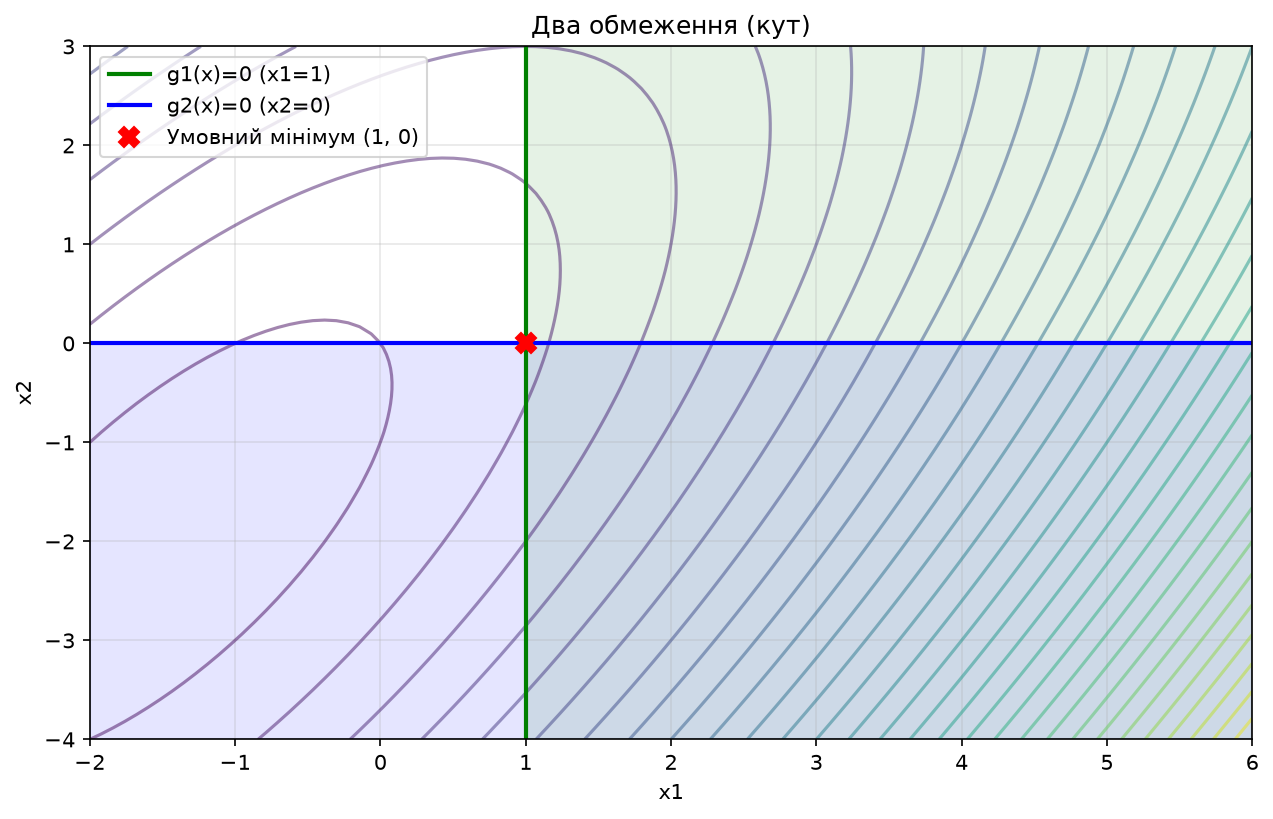 Два обмеження (кут)
g1(x)=0 (x1=1)
g2(x)=0 (x2=0)
Умовний мінімум (1, 0)
3
2
1
0
−1
−2
−3
−4
x2
−2 −1 0 1 2 3 4 5 6
x1